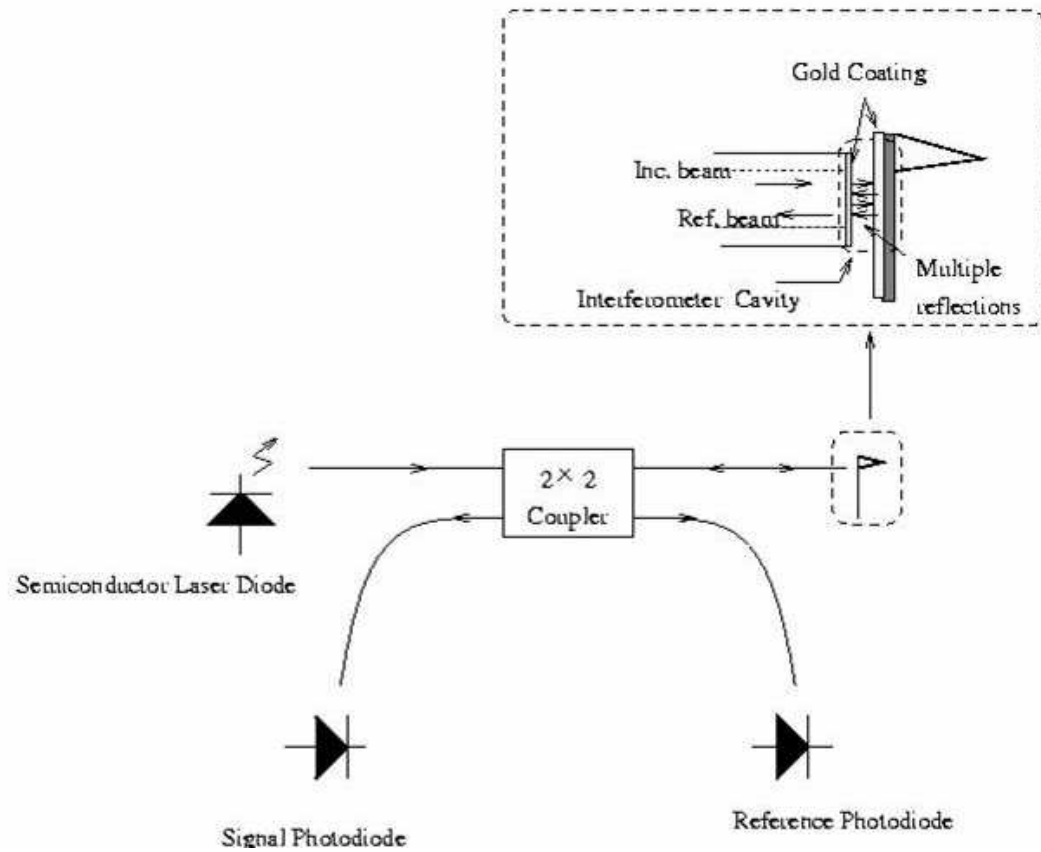 Gold Coating
Inc. beam
Ref. beam
Multiple
reflections
Interferometer Cavity
2 × 2
Coupler
Semiconductor Laser Diode
Signal Photodiode
Reference Photodiode